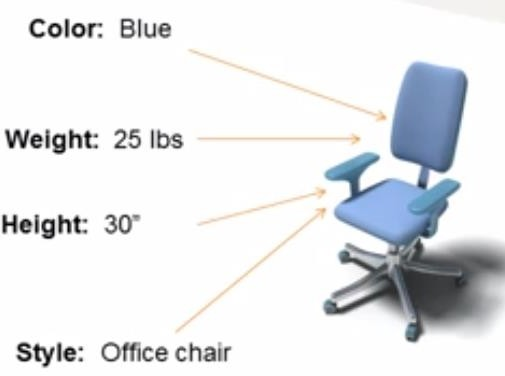 Color: Blue
Weight: 25 lbs
Height: 30”
Style: Office chair